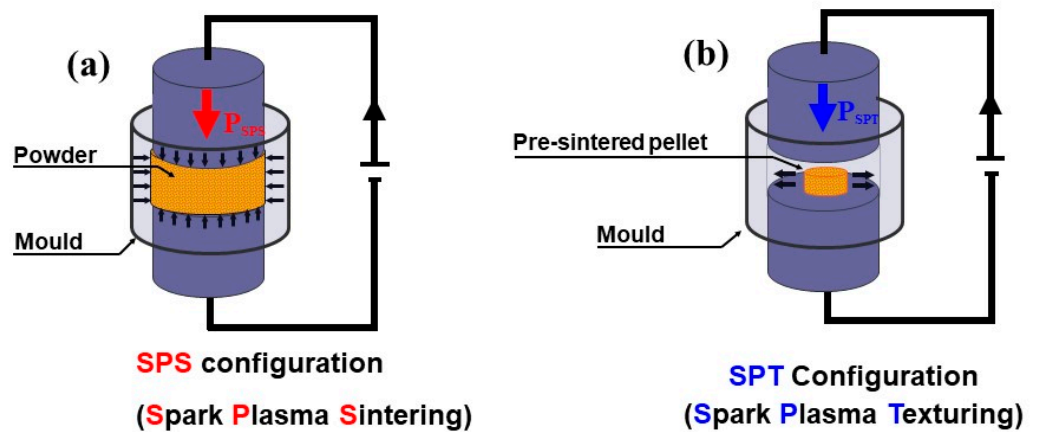 (a)
P_SPS
Powder
Mould
SPS configuration
(Spark Plasma Sintering)
(b)
P_SPT
Pre-sintered pellet
Mould
SPT Configuration
(Spark Plasma Texturing)